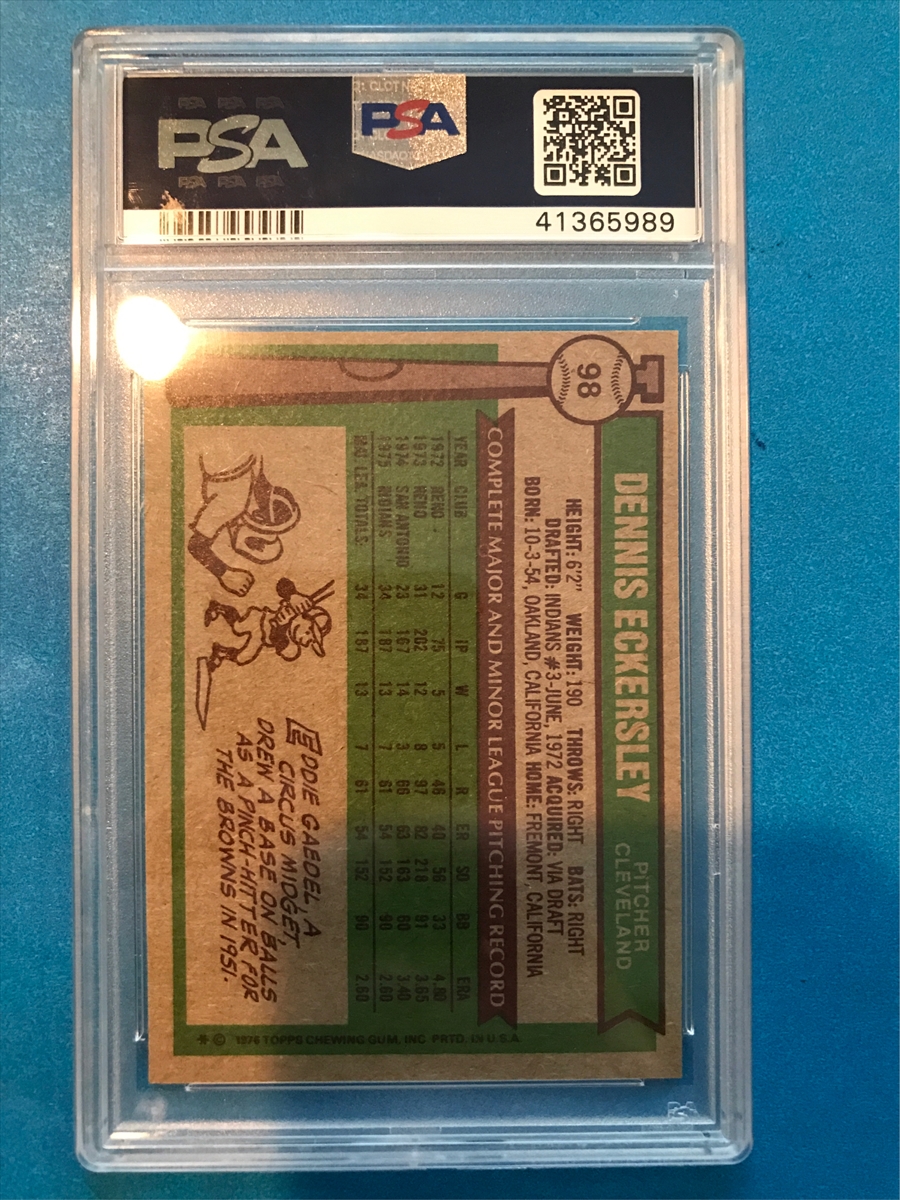 PSA PSA PSA
PSA
PSA PSA PSA
PSA
41365989
98
DENNIS ECKERSLEY
PITCHER
CLEVELAND
HEIGHT: 6'2" WEIGHT: 190 THROWS: RIGHT BATS: RIGHT
DRAFTED: INDIANS #3-JUNE, 1972 ACQUIRED: VIA DRAFT
BORN: 10-3-54, OAKLAND, CALIFORNIA HOME: FREMONT, CALIFORNIA
COMPLETE MAJOR AND MINOR LEAGUE PITCHING RECORD
YEAR CLUB G IP W L R ER SO BB ERA
1972 RENO 12 75 5 5 46 40 56 33 4.80
1973 RENO 31 202 12 8 97 82 218 91 3.65
1974 SAN ANTONIO 23 167 14 3 66 63 163 60 3.40
1975 INDIANS 34 187 13 7 61 54 152 90 2.60
MAJ. LEA. TOTALS: 34 187 13 7 61 54 152 90 2.60
EDDIE GAEDEL, A
CIRCUS MIDGET,
DREW A BASE ON BALLS
AS A PINCH-HITTER FOR
THE BROWNS IN 1951.
* © 1976 TOPPS CHEWING GUM, INC. PRTD. IN U.S.A.